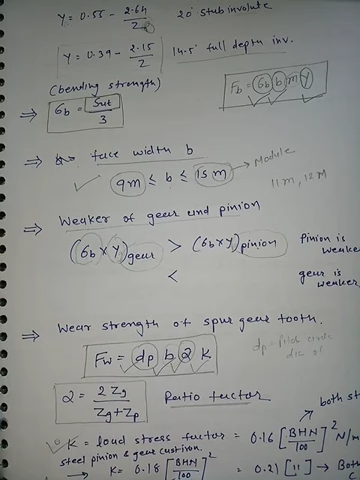 Y = 0.55 - 2.64/Z 20° stub involute
Y = 0.39 - 2.15/Z 14.5° full depth inv.
(bending strength)
Fb = σb b m Y
⇒ σb = Sut/3
⇒ face width b
✓ 9m ≤ b ≤ 15m → Module
11m, 12m
⇒ Weaker of gear and pinion
(σb × Y)gear > (σb × Y)pinion Pinion is weaker
< gear is weaker
⇒ Wear strength of spur gear tooth.
Fw = dp b Q K
dp = Pitch circle
Q = 2Zg/Zg+Zp Ratio factor
K = load stress factor = 0.16 [BHN/100]² N/m
both st
steel pinion & gear cast iron.
→ K = 0.18 [BHN/100]² = 0.21 ["] → Both